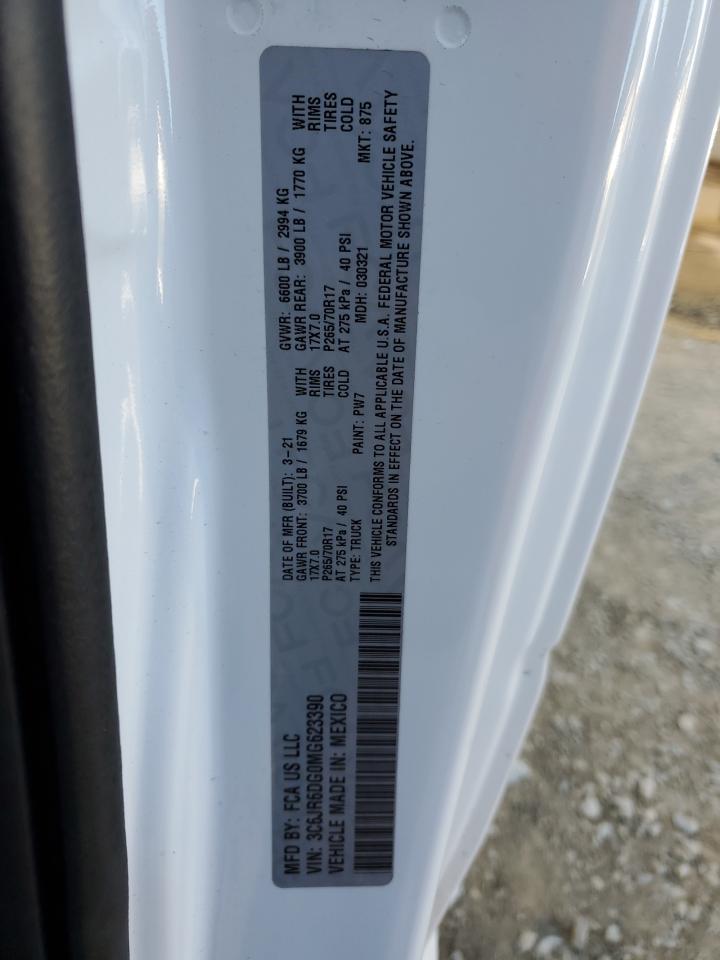 MFD BY: FCA US LLC
VIN: 3C6JR6DG0MG623390
VEHICLE MADE IN: MEXICO
DATE OF MFR (BUILT): 3-21 GVWR: 6600 LB / 2994 KG
GAWR FRONT: 3700 LB / 1679 KG WITH GAWR REAR: 3900 LB / 1770 KG WITH
17X7.0 RIMS 17X7.0 RIMS
P265/70R17 TIRES P265/70R17 TIRES
AT 275 kPa / 40 PSI COLD AT 275 kPa / 40 PSI COLD
TYPE: TRUCK PAINT: PW7 MDH: 030321 MKT: 875
THIS VEHICLE CONFORMS TO ALL APPLICABLE U.S.A. FEDERAL MOTOR VEHICLE SAFETY
STANDARDS IN EFFECT ON THE DATE OF MANUFACTURE SHOWN ABOVE.